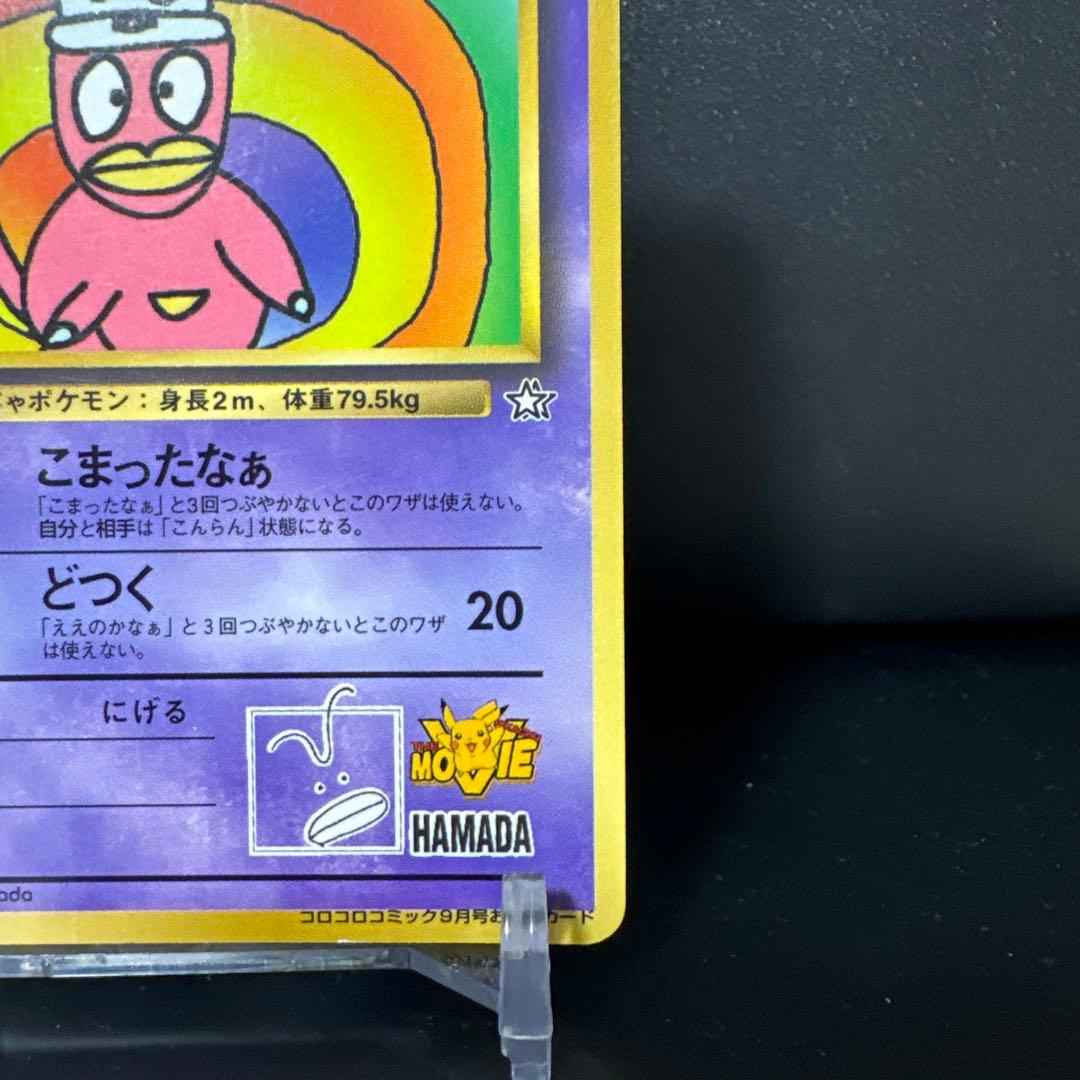 ゃポケモン：身長2m、体重79.5kg
こまったなぁ
「こまったなぁ」と3回つぶやかないとこのワザは使えない。
自分と相手は「こんらん」状態になる。
どつく
20
「ええのかなぁ」と3回つぶやかないとこのワザ
は使えない。
にげる
THE
MOVIE
HAMADA
ada
コロコロコミック9月号お
カード